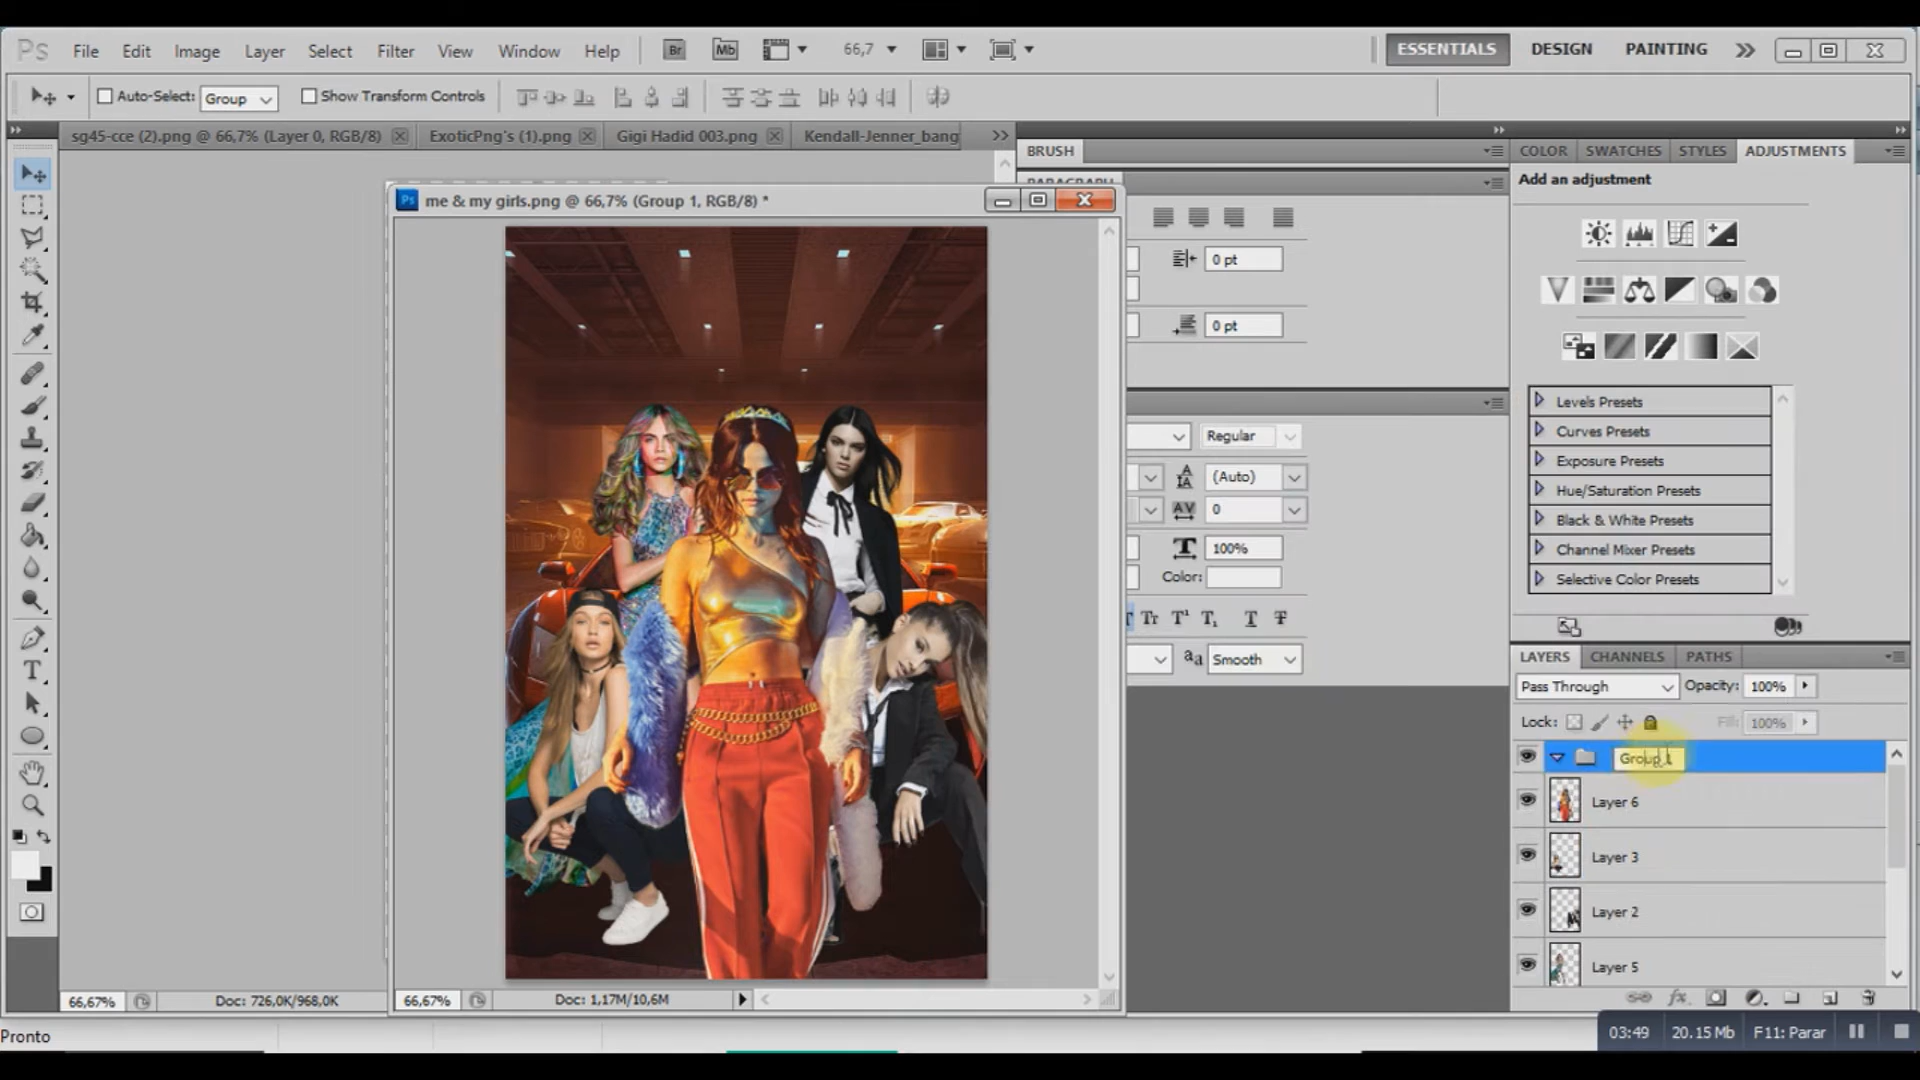 Ps File Edit Image Layer Select Filter View Window Help Br Mb 66,7 ESSENTIALS DESIGN PAINTING
Auto-Select: Group Show Transform Controls
sg45-cce (2).png @ 66,7% (Layer 0, RGB/8) ExoticPng's (1).png Gigi Hadid 003.png Kendall-Jenner_bang
BRUSH
COLOR SWATCHES STYLES ADJUSTMENTS
PARAGRAPH
Add an adjustment
Ps me & my girls.png @ 66,7% (Group 1, RGB/8) *
0 pt
0 pt
Levels Presets
Curves Presets
Exposure Presets
Hue/Saturation Presets
Black & White Presets
Channel Mixer Presets
Selective Color Presets
Regular
(Auto)
AV 0
T 100%
Color:
T Tr T¹ T, T T
aa Smooth
LAYERS CHANNELS PATHS
Pass Through Opacity: 100%
Lock: Fill: 100%
Group 1
Layer 6
Layer 3
Layer 2
Layer 5
66,67% Doc: 726,0K/968,0K
66,67% Doc: 1,17M/10,6M
Pronto
03:49 20.15 Mb F11: Parar